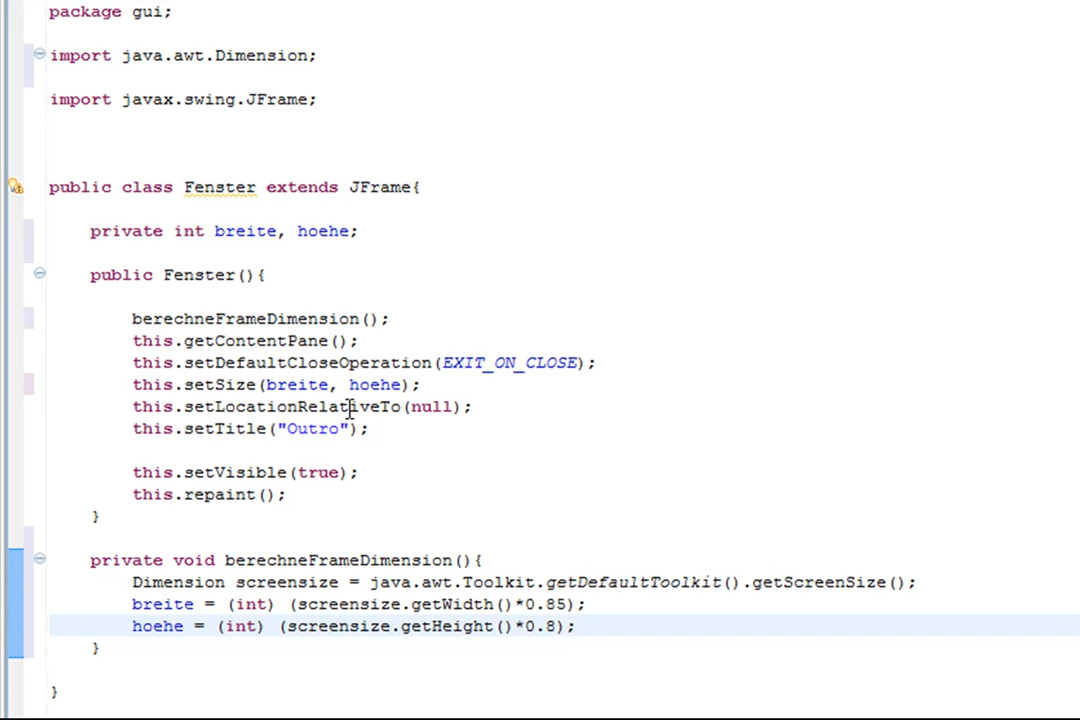 package gui;
import java.awt.Dimension;
import javax.swing.JFrame;
public class Fenster extends JFrame{
private int breite, hoehe;
public Fenster(){
berechneFrameDimension();
this.getContentPane();
this.setDefaultCloseOperation(EXIT_ON_CLOSE);
this.setSize(breite, hoehe);
this.setLocationRelativeTo(null);
this.setTitle("Outro");
this.setVisible(true);
this.repaint();
}
private void berechneFrameDimension(){
Dimension screensize = java.awt.Toolkit.getDefaultToolkit().getScreenSize();
breite = (int) (screensize.getWidth()*0.85);
hoehe = (int) (screensize.getHeight()*0.8);
}
}